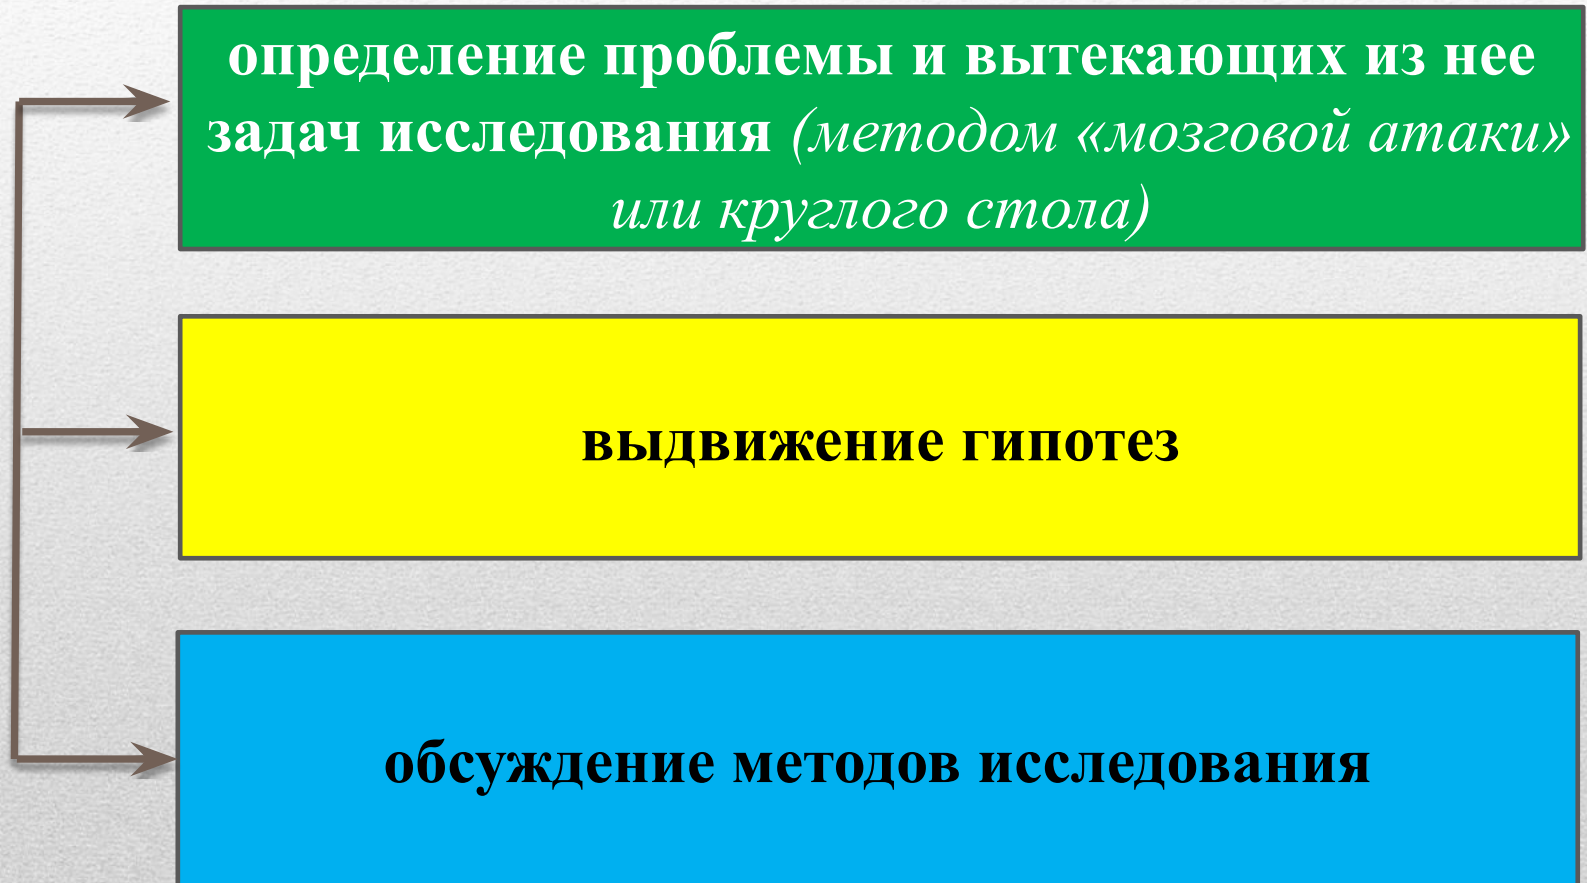 определение проблемы и вытекающих из нее
задач исследования (методом «мозговой атаки»
или круглого стола)
выдвижение гипотез
обсуждение методов исследования